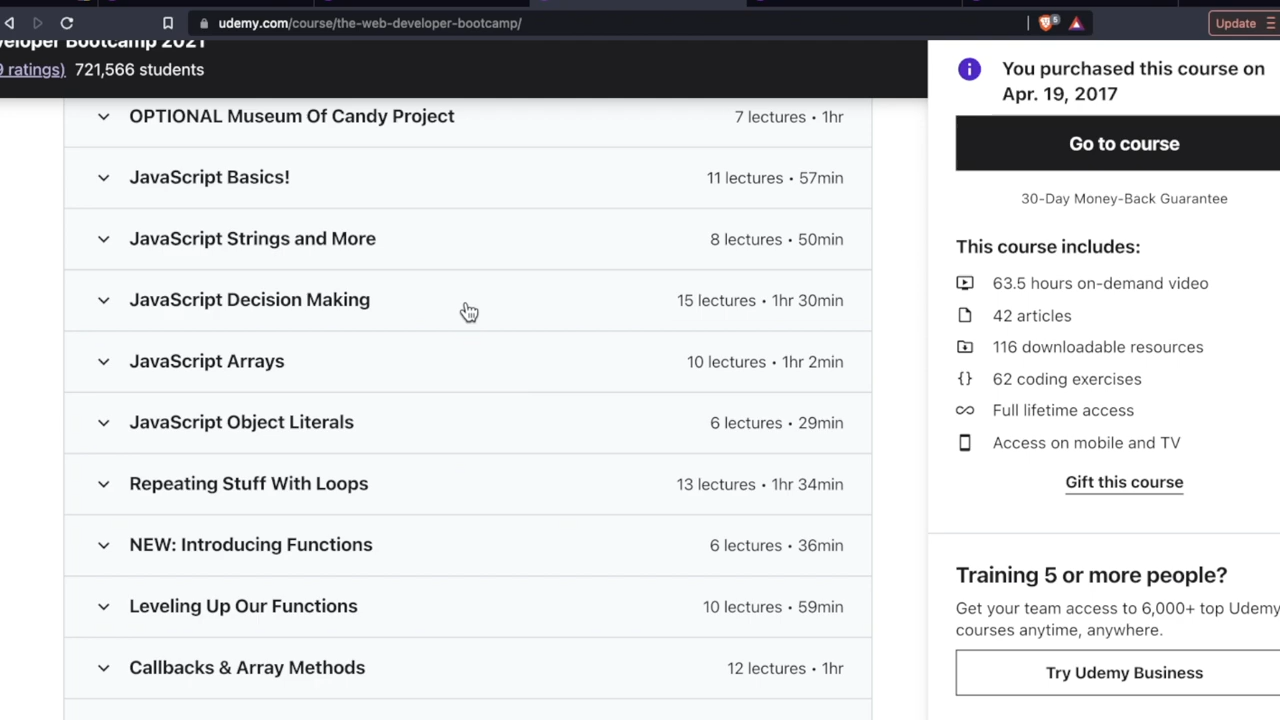 udemy.com/course/the-web-developer-bootcamp/
5
Update
veloper Bootcamp 2021
9 ratings) 721,566 students
OPTIONAL Museum Of Candy Project
7 lectures • 1hr
JavaScript Basics!
11 lectures • 57min
JavaScript Strings and More
8 lectures • 50min
JavaScript Decision Making
15 lectures • 1hr 30min
JavaScript Arrays
10 lectures • 1hr 2min
JavaScript Object Literals
6 lectures • 29min
Repeating Stuff With Loops
13 lectures • 1hr 34min
NEW: Introducing Functions
6 lectures • 36min
Leveling Up Our Functions
10 lectures • 59min
Callbacks & Array Methods
12 lectures • 1hr
You purchased this course on
Apr. 19, 2017
Go to course
30-Day Money-Back Guarantee
This course includes:
63.5 hours on-demand video
42 articles
116 downloadable resources
62 coding exercises
Full lifetime access
Access on mobile and TV
Gift this course
Training 5 or more people?
Get your team access to 6,000+ top Udemy
courses anytime, anywhere.
Try Udemy Business